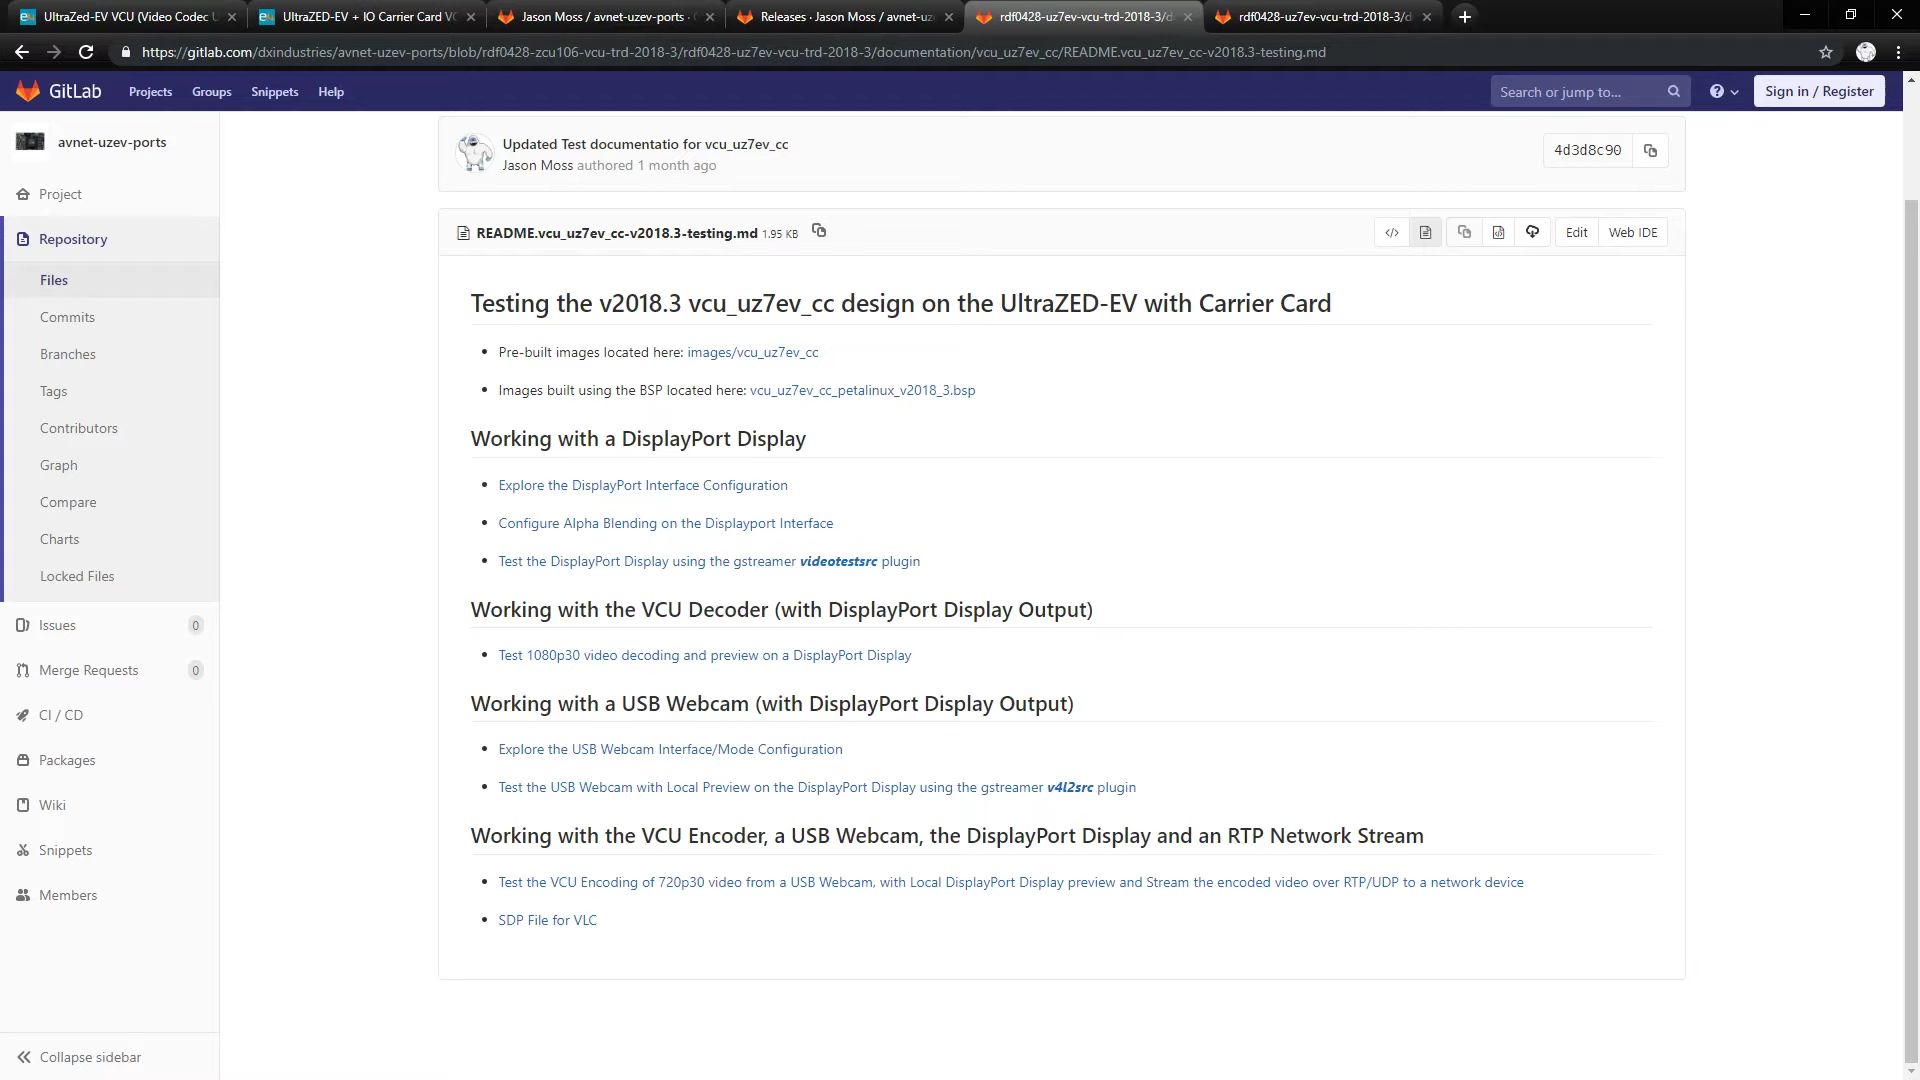 UltraZed-EV VCU (Video Codec U
UltraZED-EV + IO Carrier Card VC
Jason Moss / avnet-uzev-ports · G
Releases · Jason Moss / avnet-uz
rdf0428-uz7ev-vcu-trd-2018-3/d
rdf0428-uz7ev-vcu-trd-2018-3/d
https://gitlab.com/dxindustries/avnet-uzev-ports/blob/rdf0428-zcu106-vcu-trd-2018-3/rdf0428-uz7ev-vcu-trd-2018-3/documentation/vcu_uz7ev_cc/README.vcu_uz7ev_cc-v2018.3-testing.md
GitLab
Projects
Groups
Snippets
Help
Search or jump to...
Sign in / Register
avnet-uzev-ports
Project
Repository
Files
Commits
Branches
Tags
Contributors
Graph
Compare
Charts
Locked Files
Issues 0
Merge Requests 0
CI / CD
Packages
Wiki
Snippets
Members
Collapse sidebar
Updated Test documentatio for vcu_uz7ev_cc
Jason Moss authored 1 month ago
4d3d8c90
README.vcu_uz7ev_cc-v2018.3-testing.md 1.95 KB
Edit
Web IDE
Testing the v2018.3 vcu_uz7ev_cc design on the UltraZED-EV with Carrier Card
• Pre-built images located here: images/vcu_uz7ev_cc
• Images built using the BSP located here: vcu_uz7ev_cc_petalinux_v2018_3.bsp
Working with a DisplayPort Display
• Explore the DisplayPort Interface Configuration
• Configure Alpha Blending on the Displayport Interface
• Test the DisplayPort Display using the gstreamer videotestsrc plugin
Working with the VCU Decoder (with DisplayPort Display Output)
• Test 1080p30 video decoding and preview on a DisplayPort Display
Working with a USB Webcam (with DisplayPort Display Output)
• Explore the USB Webcam Interface/Mode Configuration
• Test the USB Webcam with Local Preview on the DisplayPort Display using the gstreamer v4l2src plugin
Working with the VCU Encoder, a USB Webcam, the DisplayPort Display and an RTP Network Stream
• Test the VCU Encoding of 720p30 video from a USB Webcam, with Local DisplayPort Display preview and Stream the encoded video over RTP/UDP to a network device
• SDP File for VLC